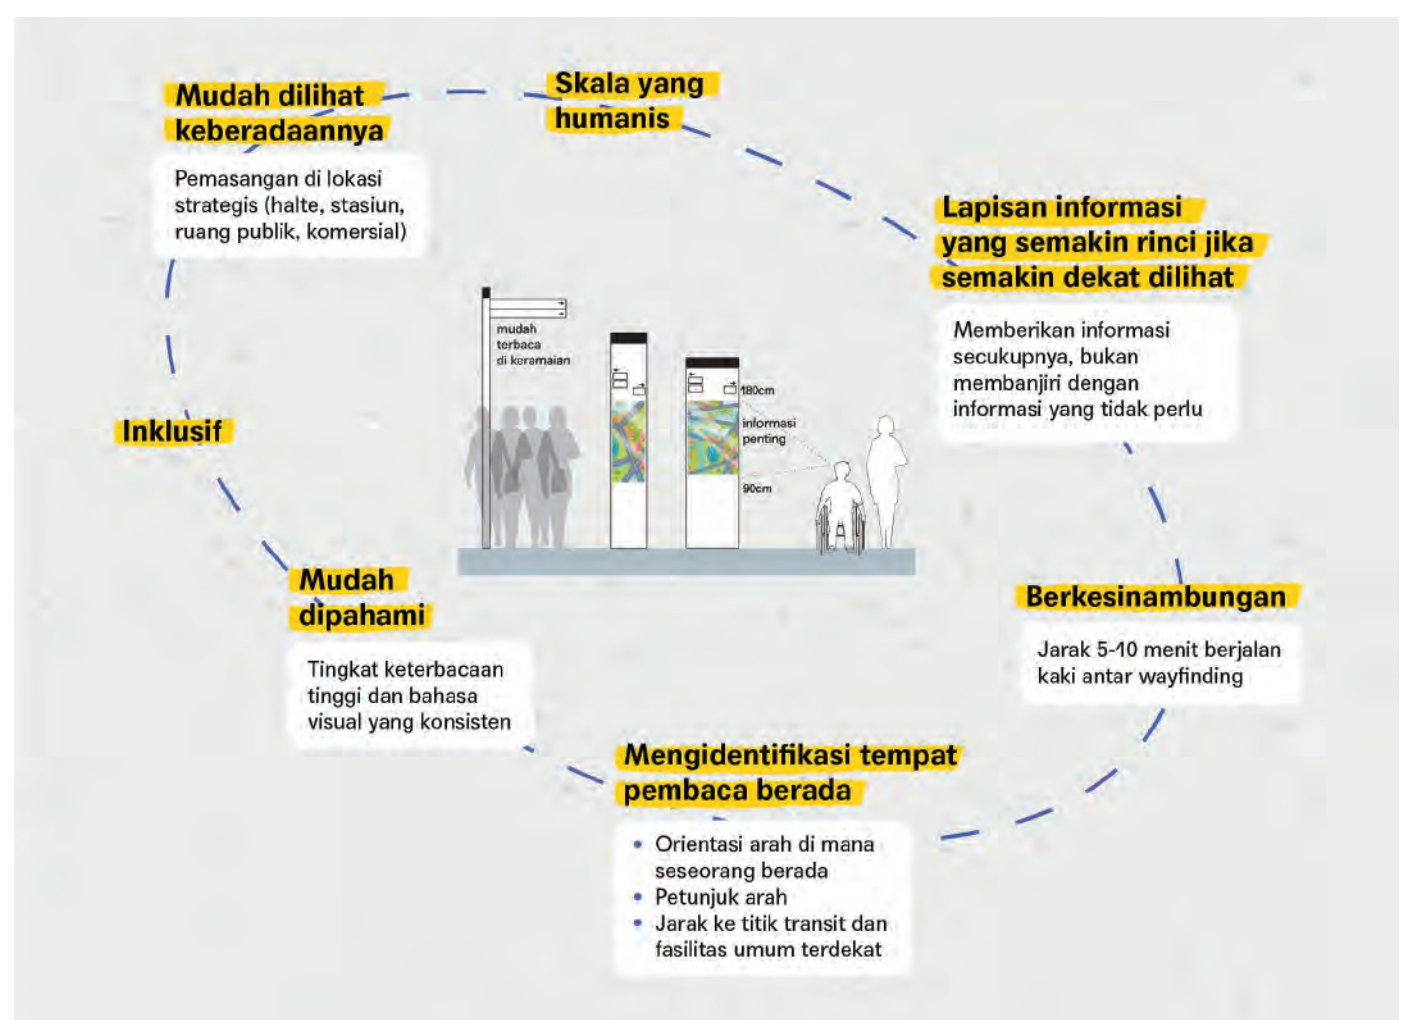 Mudah dilihat
keberadaannya
Pemasangan di lokasi
strategis (halte, stasiun,
ruang publik, komersial)
Skala yang
humanis
Lapisan informasi
yang semakin rinci jika
semakin dekat dilihat
Memberikan informasi
secukupnya, bukan
membanjiri dengan
informasi yang tidak perlu
mudah
terbaca
di keramaian
180cm
informasi
penting
90cm
Inklusif
Mudah
dipahami
Tingkat keterbacaan
tinggi dan bahasa
visual yang konsisten
Berkesinambungan
Jarak 5-10 menit berjalan
kaki antar wayfinding
Mengidentifikasi tempat
pembaca berada
• Orientasi arah di mana
seseorang berada
• Petunjuk arah
• Jarak ke titik transit dan
fasilitas umum terdekat